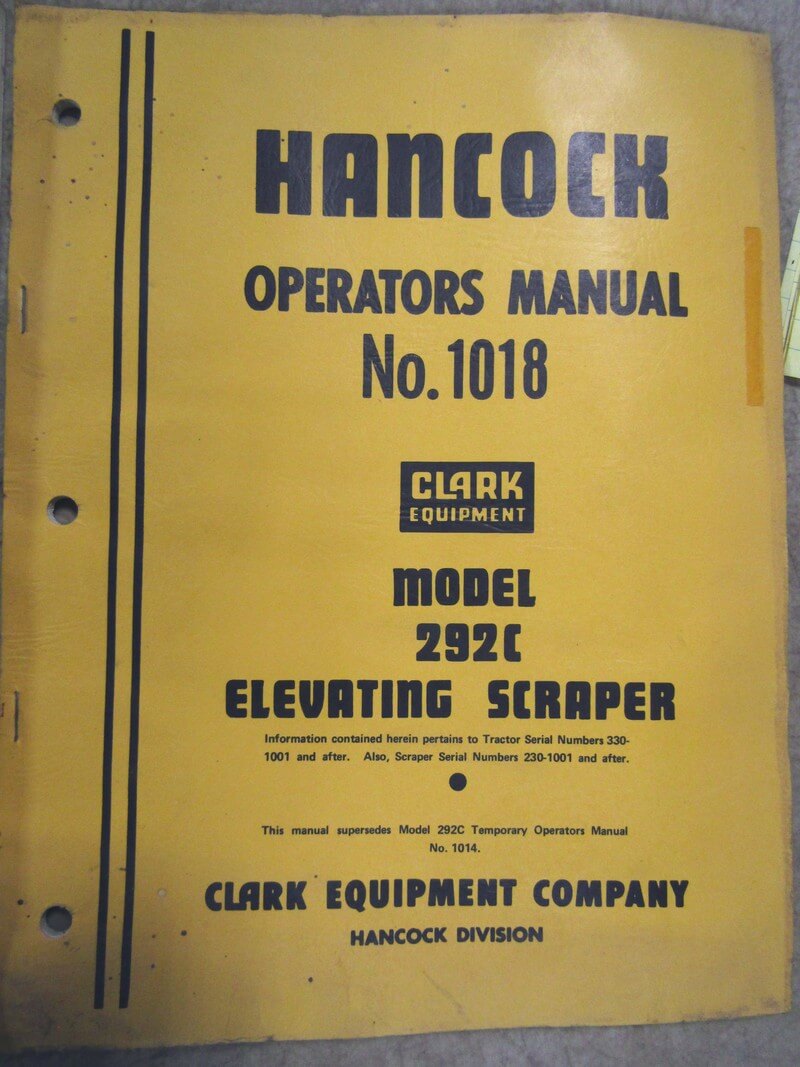 HANCOCK
OPERATORS MANUAL
No. 1018
CLARK
EQUIPMENT
MODEL
292C
ELEVATING SCRAPER
Information contained herein pertains to Tractor Serial Numbers 330-
1001 and after. Also, Scraper Serial Numbers 230-1001 and after.
This manual supersedes Model 292C Temporary Operators Manual
No. 1014.
CLARK EQUIPMENT COMPANY
HANCOCK DIVISION